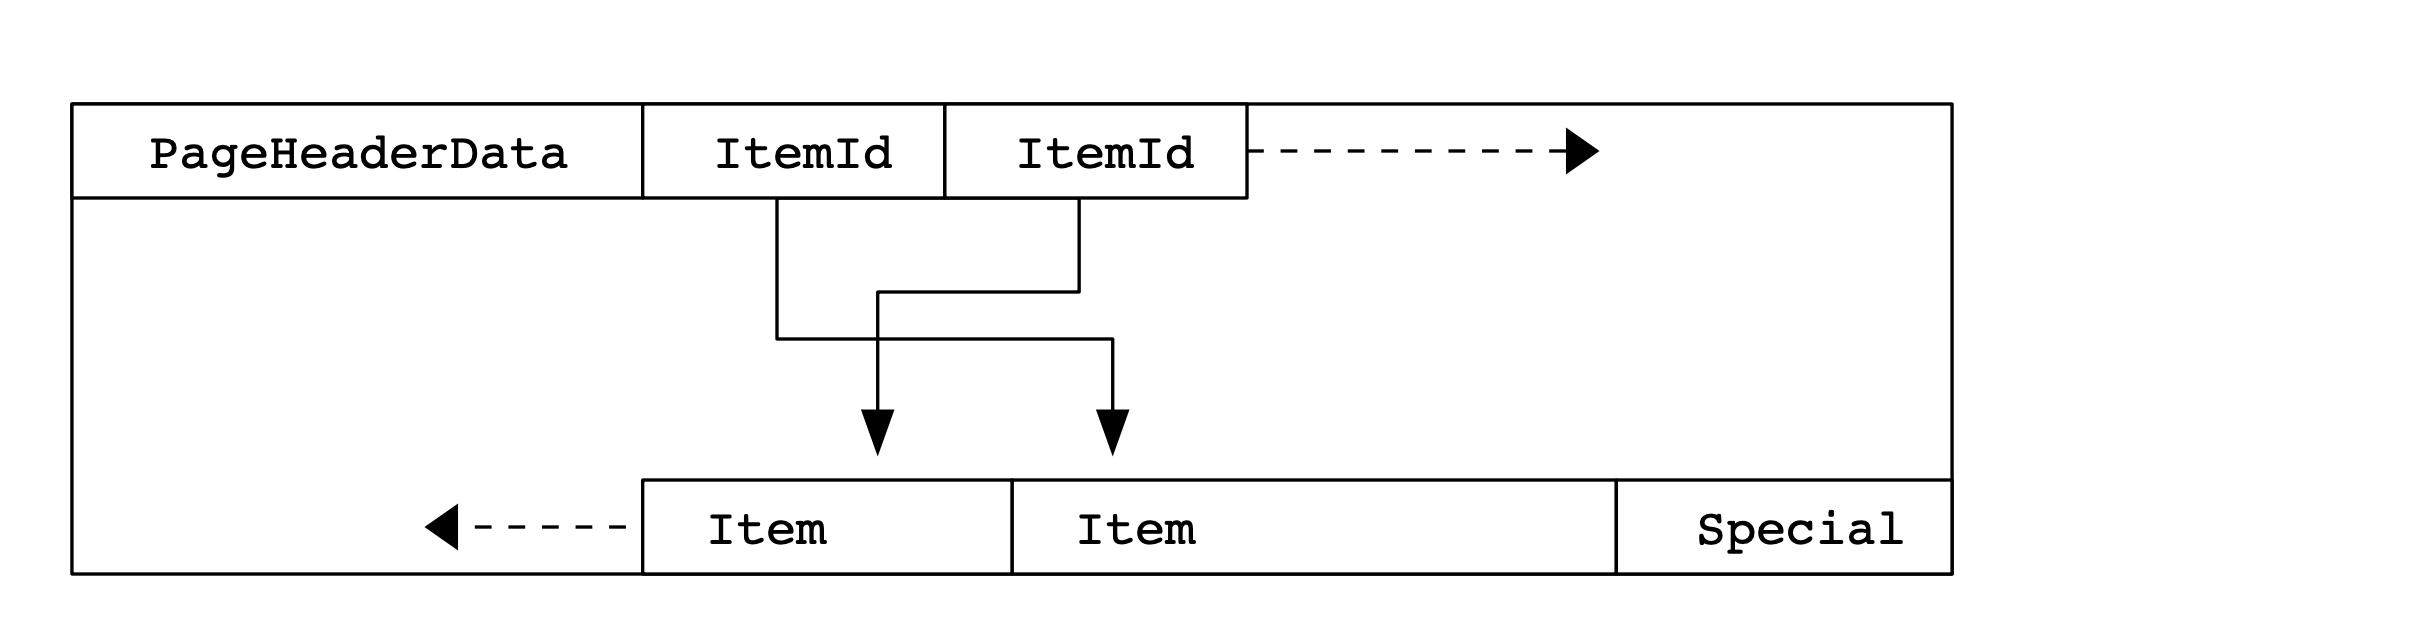 PageHeaderData ItemId ItemId
Item Item Special